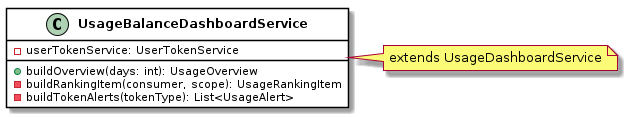 C UsageBalanceDashboardService
userTokenService: UserTokenService
buildOverview(days: int): UsageOverview
buildRankingItem(consumer, scope): UsageRankingItem
buildTokenAlerts(tokenType): List<UsageAlert>
extends UsageDashboardService